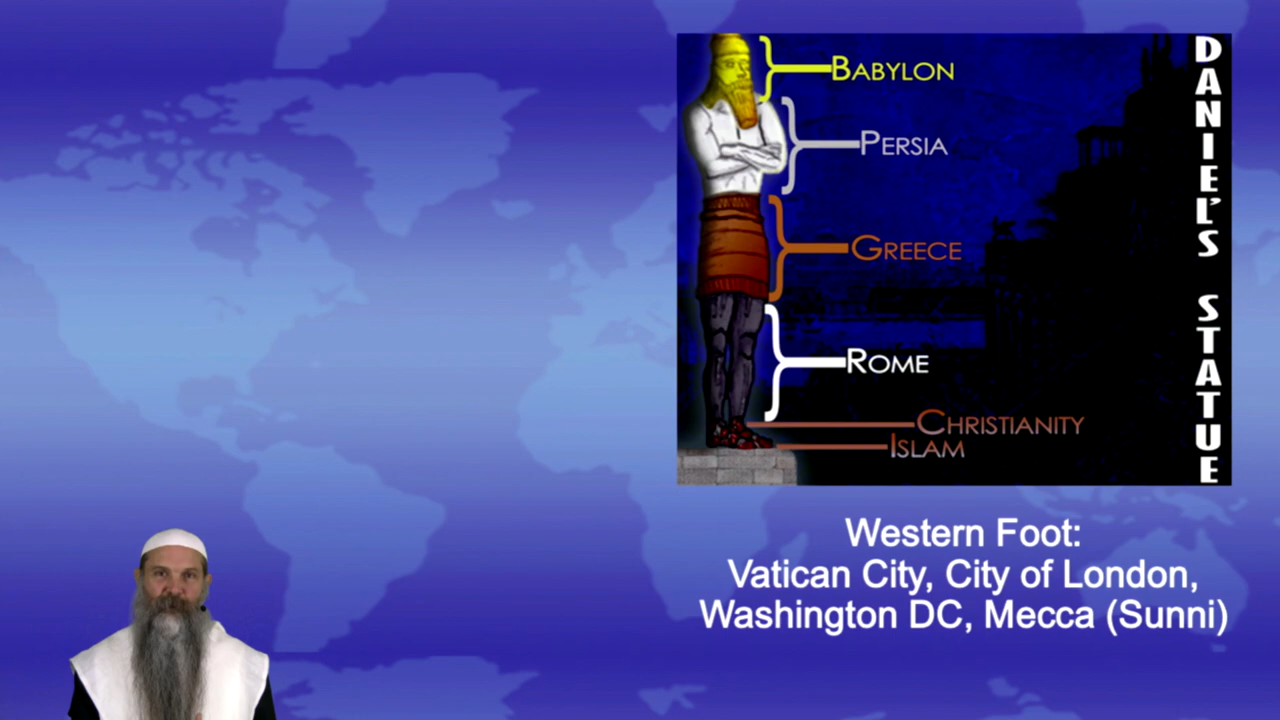 BABYLON
PERSIA
GREECE
ROME
CHRISTIANITY
ISLAM
DANIEL'S STATUE
Western Foot:
Vatican City, City of London,
Washington DC, Mecca (Sunni)